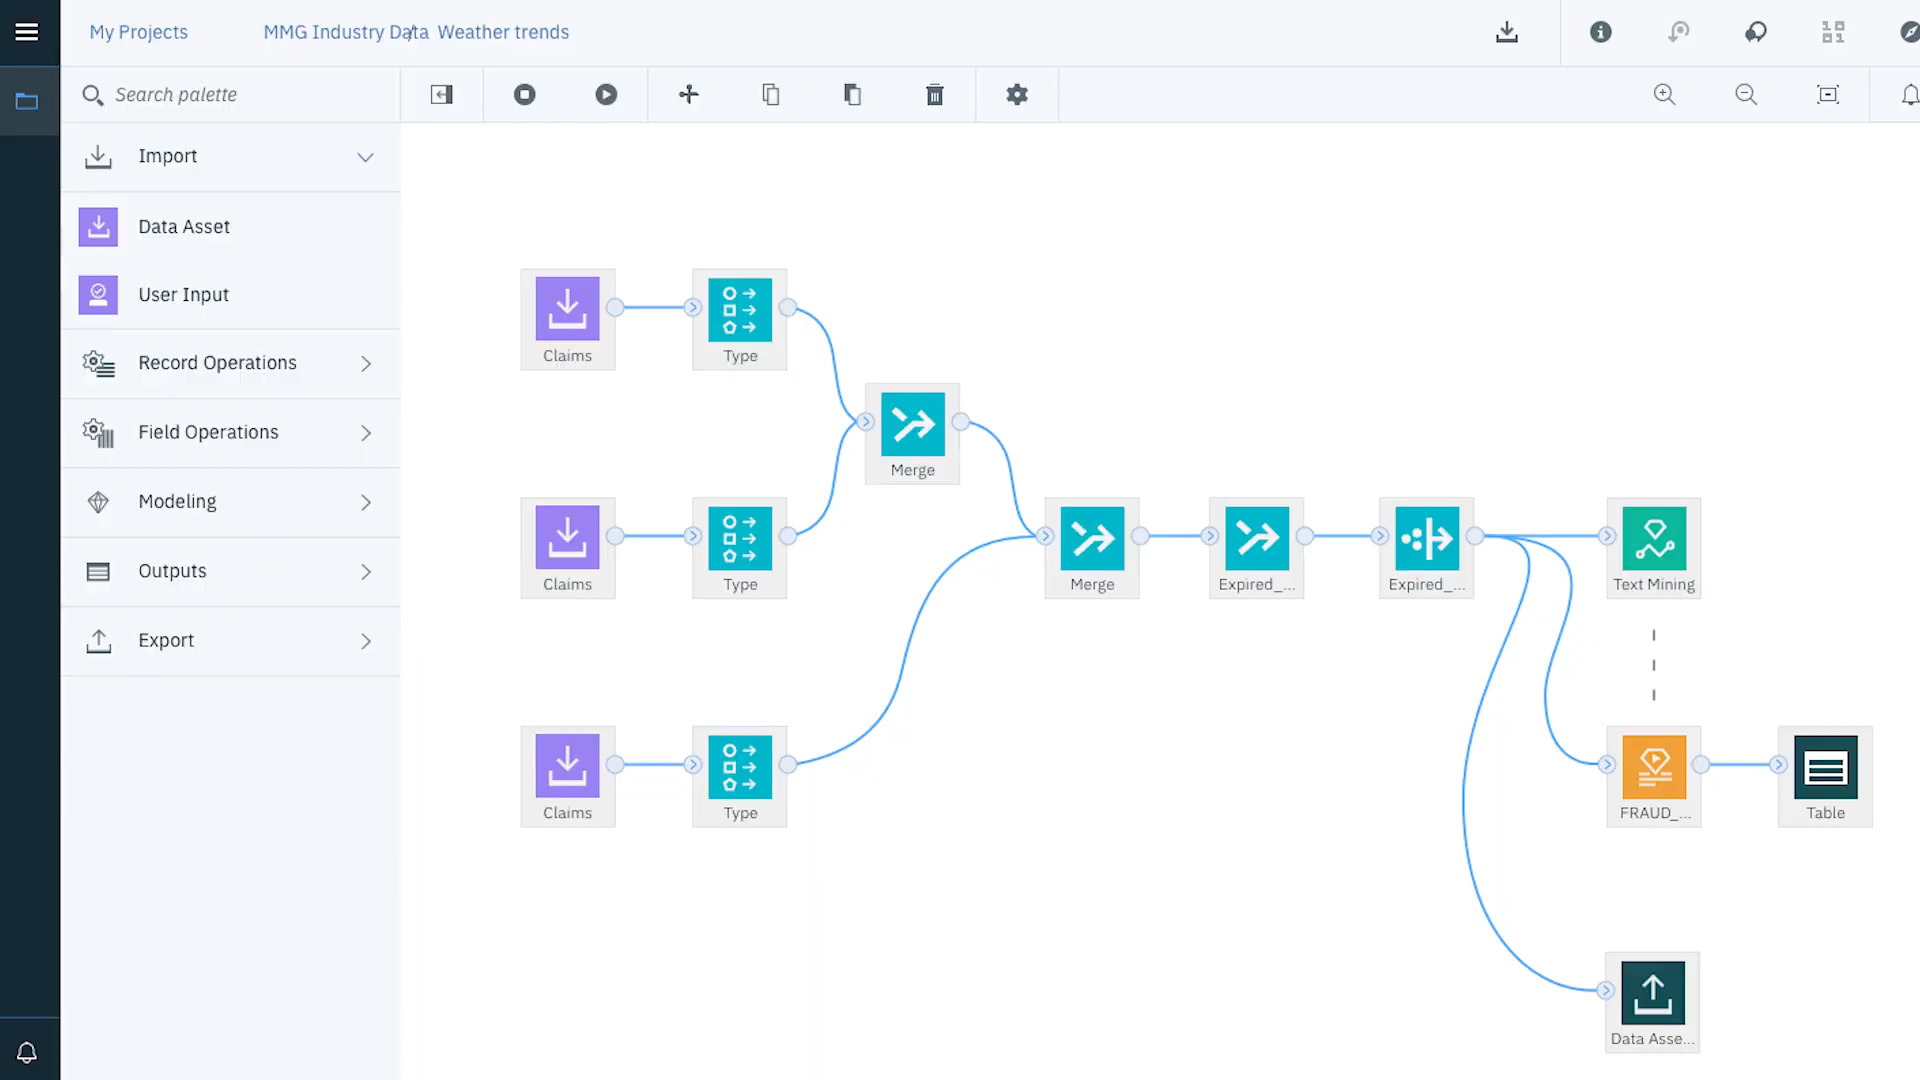 My Projects
MMG Industry Data / Weather trends
Search palette
Import
Data Asset
User Input
Record Operations
Field Operations
Modeling
Outputs
Export
Claims
Type
Merge
Claims
Type
Merge
Expired_...
Expired_...
Text Mining
Claims
Type
FRAUD_...
Table
Data Asse...